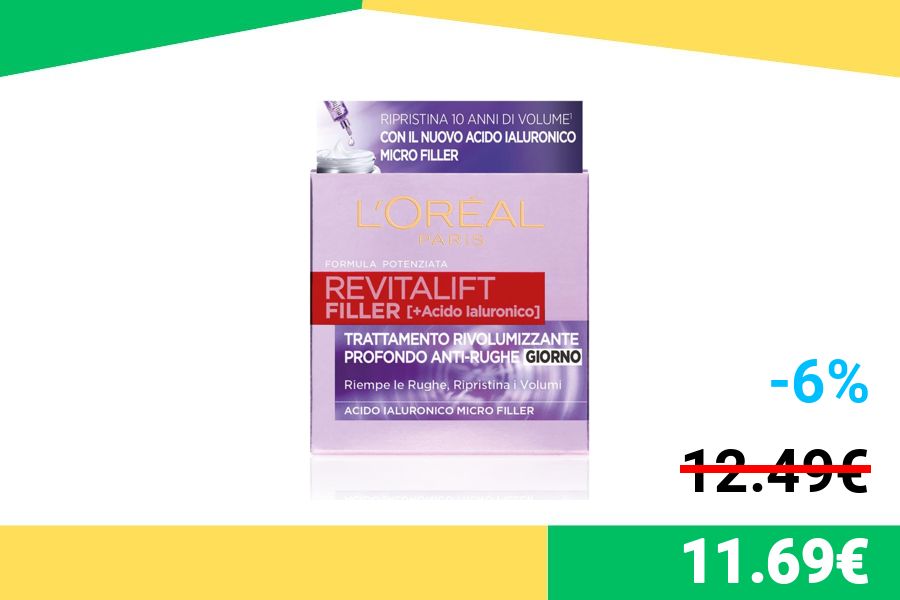 RIPRISTINA 10 ANNI DI VOLUME¹
CON IL NUOVO ACIDO IALURONICO
MICRO FILLER
L'ORÉAL
PARIS
FORMULA POTENZIATA
REVITALIFT
FILLER [+Acido Ialuronico]
TRATTAMENTO RIVOLUMIZZANTE
PROFONDO ANTI-RUGHE GIORNO
Riempe le Rughe, Ripristina i Volumi
ACIDO IALURONICO MICRO FILLER
-6%
12.49€
11.69€